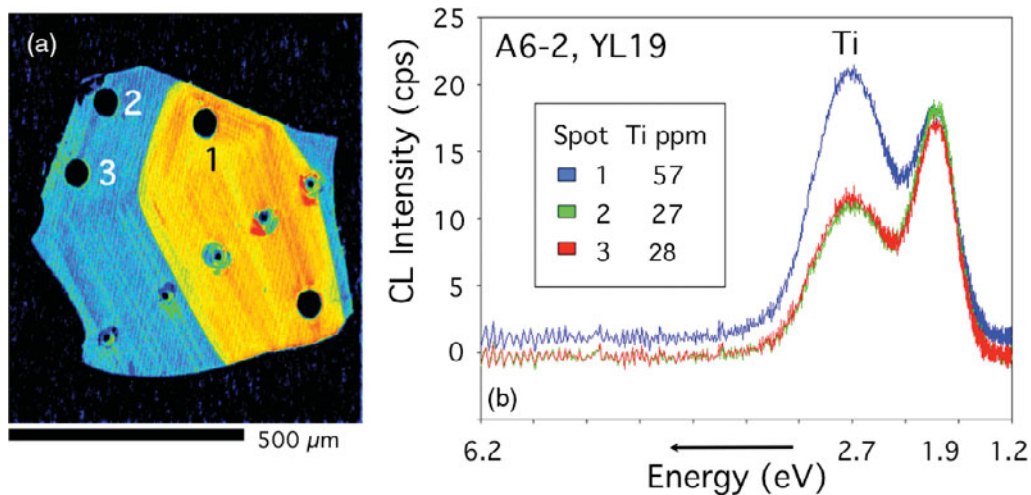 (a)
2
3
1
500 µm
A6-2, YL19
Ti
Spot Ti ppm
1 57
2 27
3 28
CL Intensity (cps)
25
20
15
10
5
0
(b)
6.2 2.7 1.9 1.2
Energy (eV)